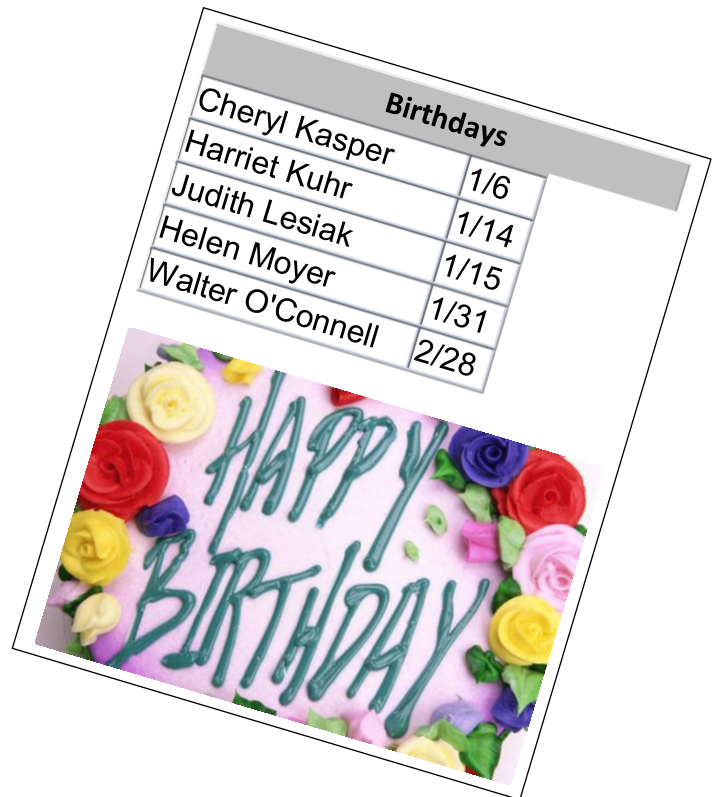 Birthdays
Cheryl Kasper 1/6
Harriet Kuhr 1/14
Judith Lesiak 1/15
Helen Moyer 1/31
Walter O'Connell 2/28
HAPPY
BIRTHDAY